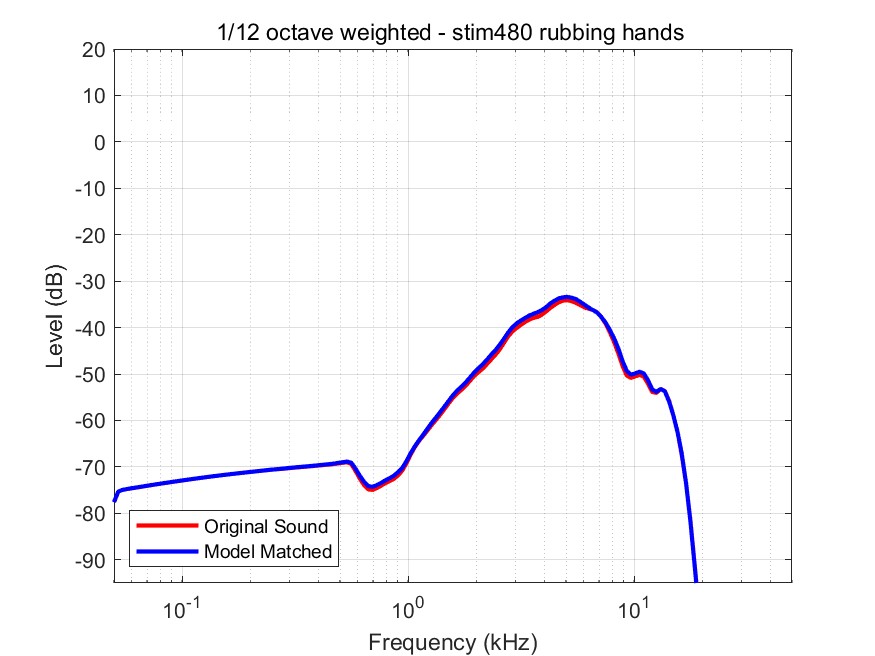 1/12 octave weighted - stim480 rubbing hands
20
10
0
-10
-20
-30
-40
-50
-60
-70
-80
-90
Level (dB)
Original Sound
Model Matched
10^-1 10^0 10^1
Frequency (kHz)